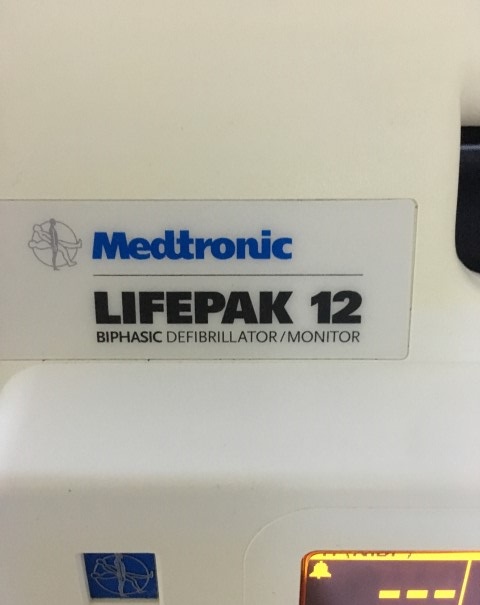 Medtronic
LIFEPAK 12
BIPHASIC DEFIBRILLATOR/MONITOR
---